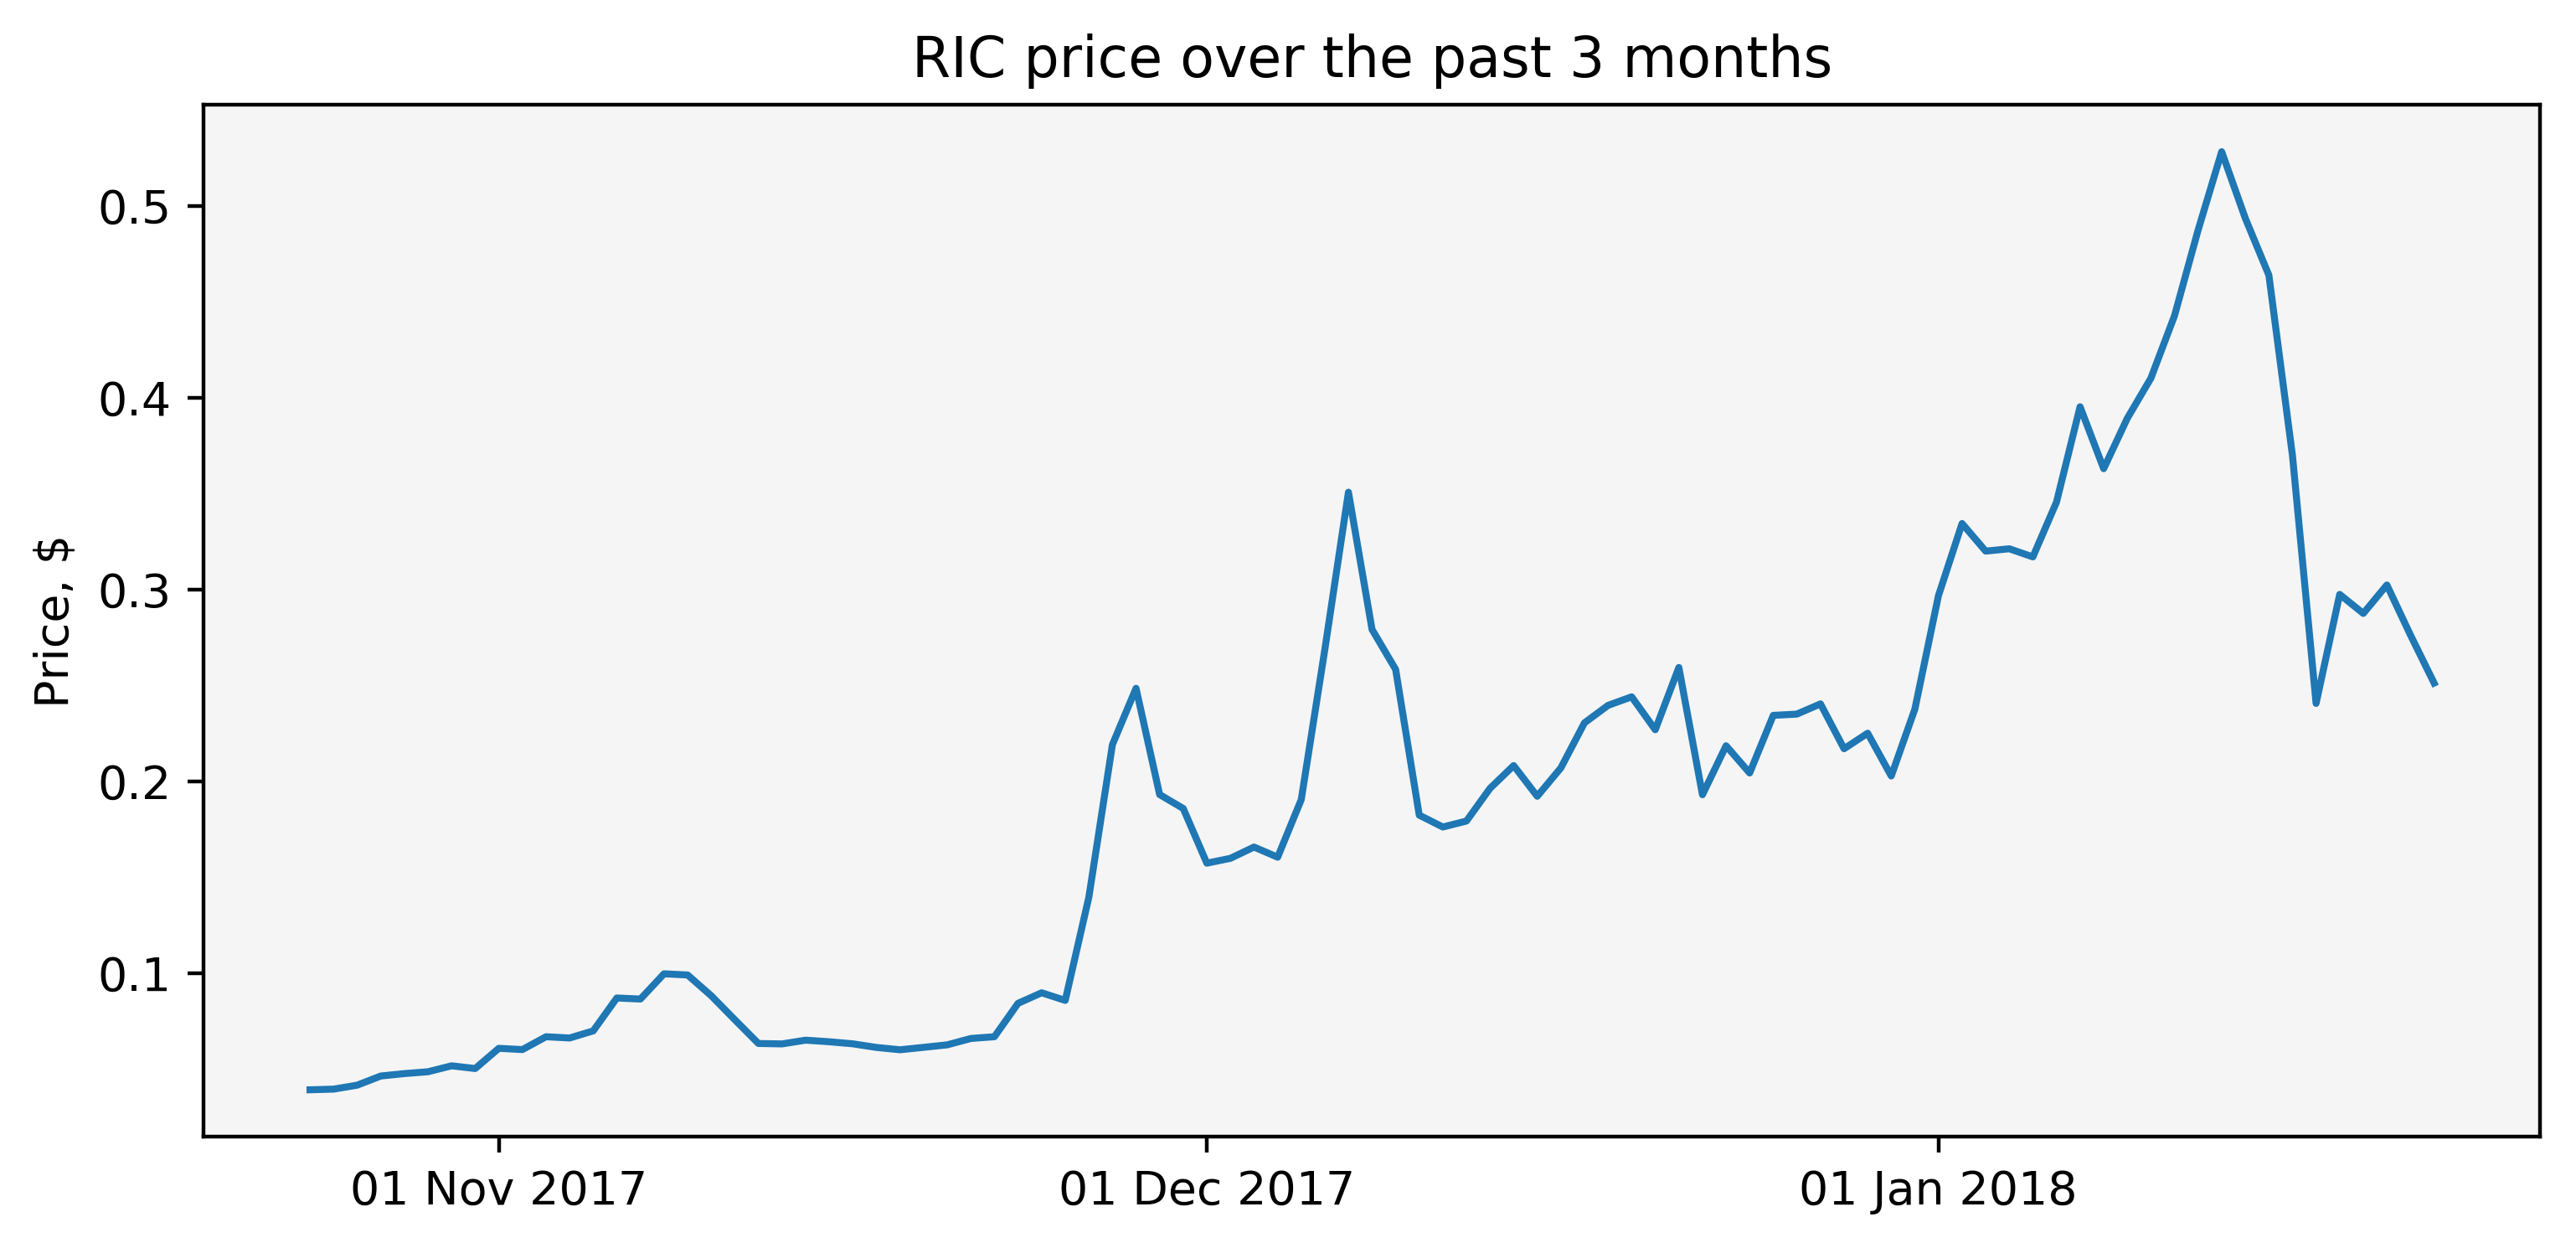 RIC price over the past 3 months
Price, $
0.5
0.4
0.3
0.2
0.1
01 Nov 2017
01 Dec 2017
01 Jan 2018